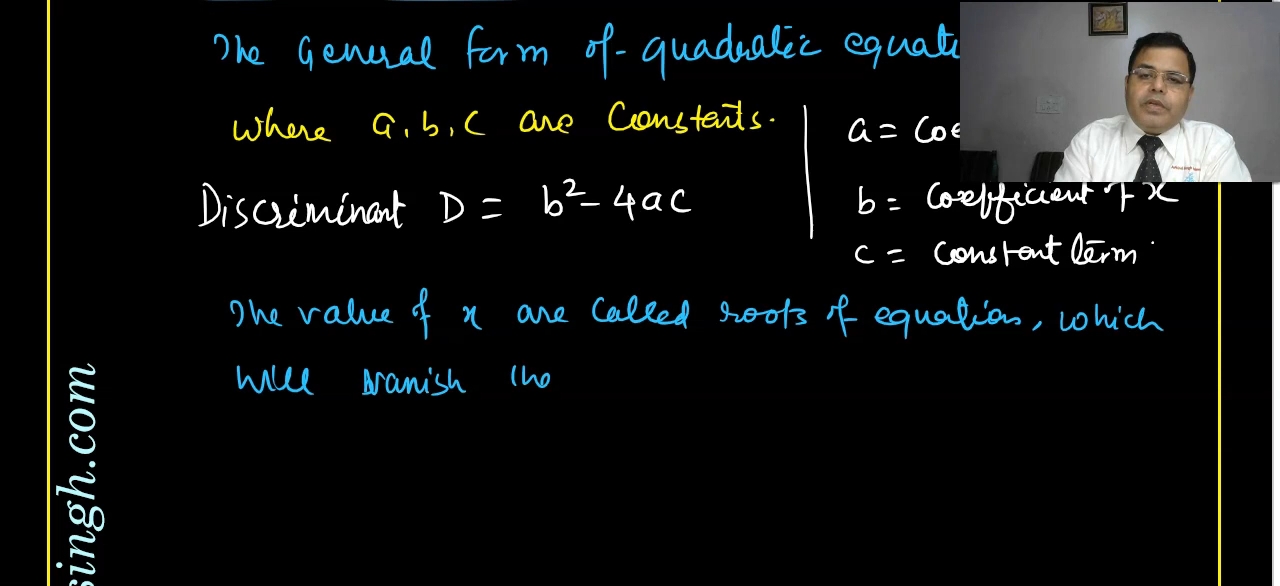 The General form of quadratic equati
where a, b, c are constants.
a = coe
Discriminant D = b² - 4ac
b = coefficient of x
c = constant term
The value of x are called roots of equation, which
will vanish the
singh.com